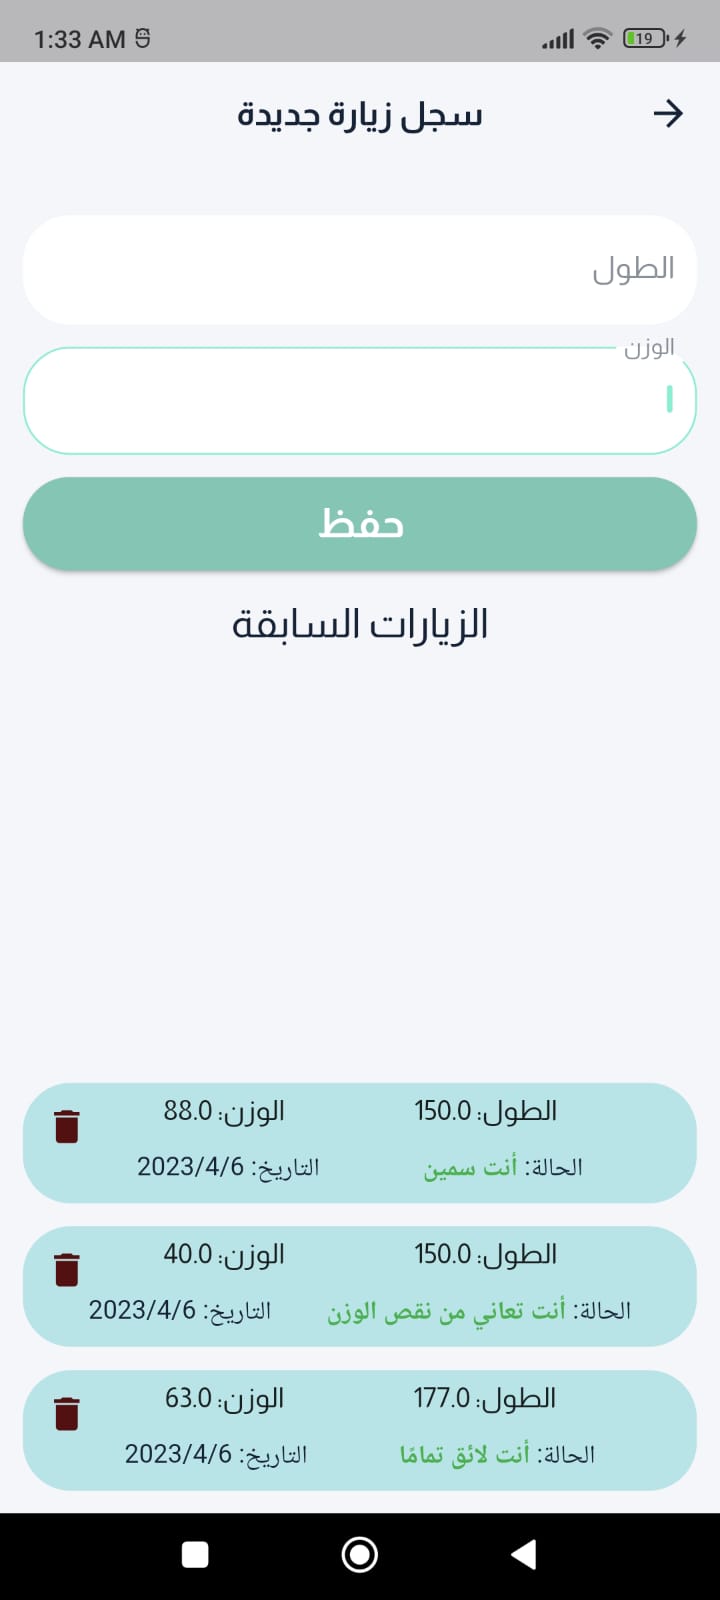 1:33 AM 19
سجل زيارة جديدة
الطول
الوزن
حفظ
الزيارات السابقة
الطول: 150.0 الوزن: 88.0
الحالة: أنت سمين التاريخ: 2023/4/6
الطول: 150.0 الوزن: 40.0
الحالة: أنت تعاني من نقص الوزن التاريخ: 2023/4/6
الطول: 177.0 الوزن: 63.0
الحالة: أنت لائق تمامًا التاريخ: 2023/4/6